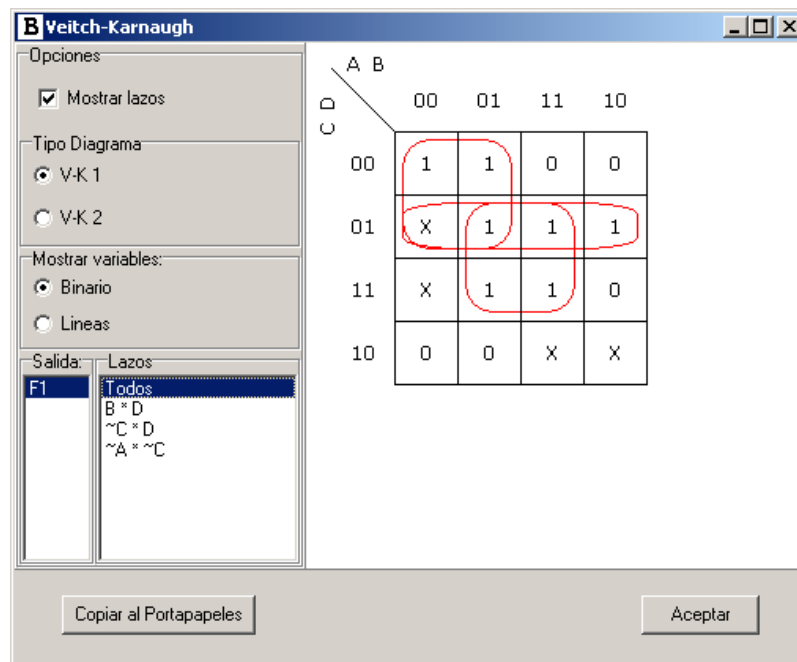 B Veitch-Karnaugh
Opciones
Mostrar lazos
Tipo Diagrama
V-K 1
V-K 2
Mostrar variables:
Binario
Lineas
Salida:
F1
Lazos
Todos
B * D
~C * D
~A * ~C
A B
C D
00 01 11 10
00 1 1 0 0
01 X 1 1 1
11 X 1 1 0
10 0 0 X X
Copiar al Portapapeles
Aceptar